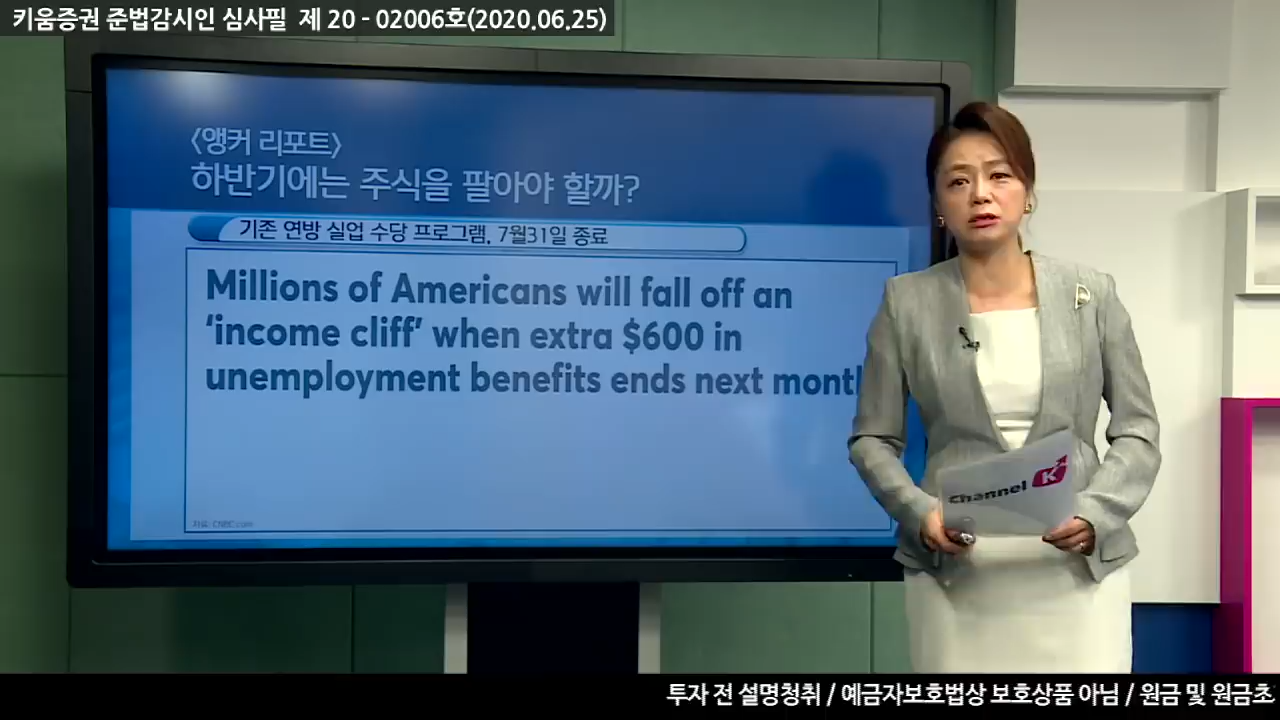 키움증권 준법감시인 심사필 제 20 - 02006호(2020.06.25)
<앵커 리포트>
하반기에는 주식을 팔아야 할까?
기존 연방 실업 수당 프로그램, 7월31일 종료
Millions of Americans will fall off an
‘income cliff’ when extra $600 in
unemployment benefits ends next mont
자료: CNBC.com
Channel K
투자 전 설명청취 / 예금자보호법상 보호상품 아님 / 원금 및 원금초